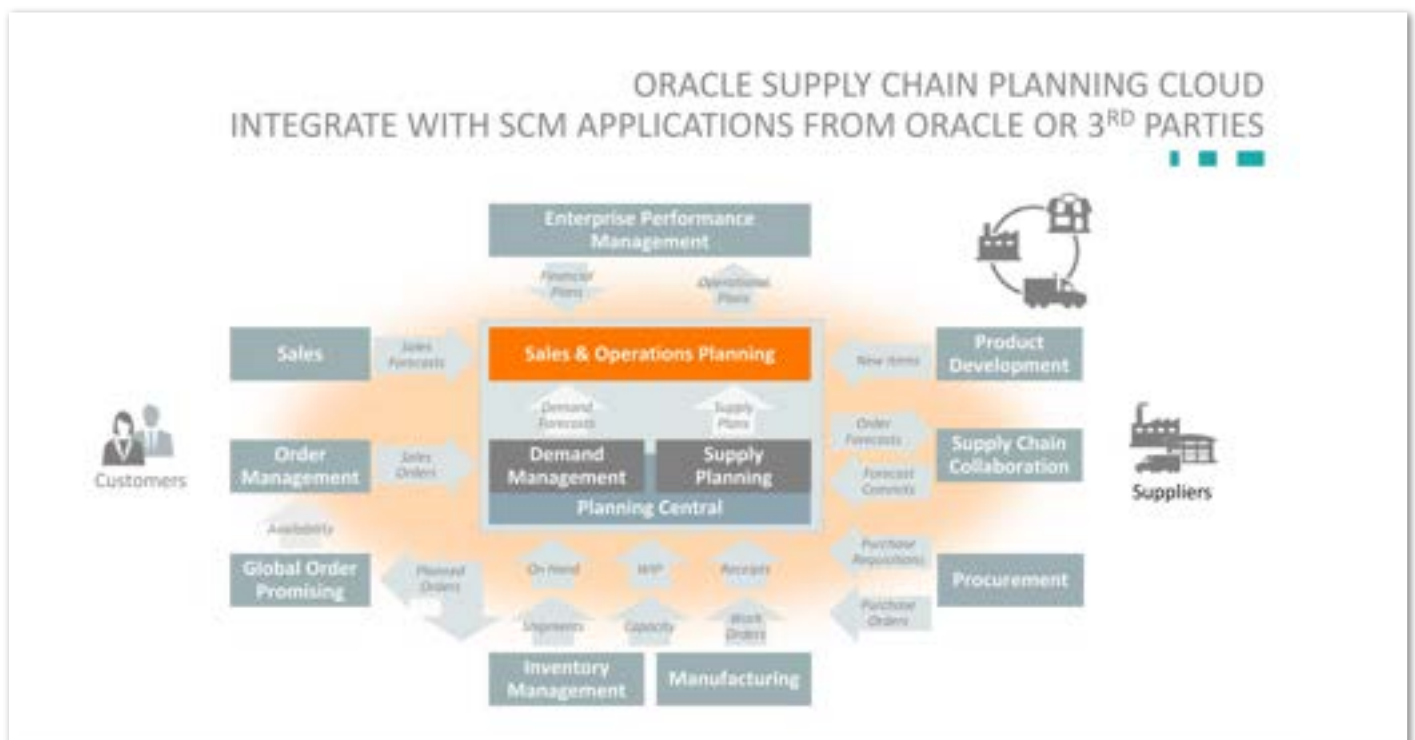 ORACLE SUPPLY CHAIN PLANNING CLOUD
INTEGRATE WITH SCM APPLICATIONS FROM ORACLE OR 3RD PARTIES
Enterprise Performance
Management
Financial
Plans
Operational
Plans
Sales
Sales
Forecasts
Sales & Operations Planning
New Items
Product
Development
Demand
Forecasts
Supply
Plans
Customers
Order
Management
Sales
Orders
Demand
Management
Supply
Planning
Planning Central
Order
Forecasts
Forecast
Commits
Supply Chain
Collaboration
Suppliers
Availability
Global Order
Promising
Planned
Orders
On Hand
WIP
Receipts
Purchase
Requisitions
Procurement
Shipments
Capacity
Work
Orders
Purchase
Orders
Inventory
Management
Manufacturing